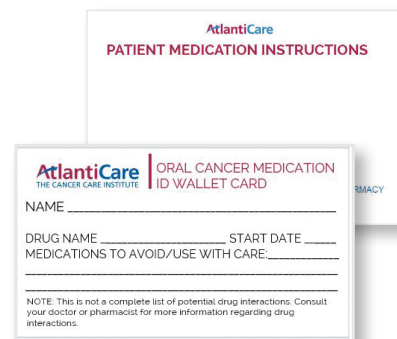 AtlantiCare
PATIENT MEDICATION INSTRUCTIONS
RMACY
AtlantiCare
THE CANCER CARE INSTITUTE
ORAL CANCER MEDICATION
ID WALLET CARD
NAME
DRUG NAME START DATE
MEDICATIONS TO AVOID/USE WITH CARE:
NOTE: This is not a complete list of potential drug interactions. Consult
your doctor or pharmacist for more information regarding drug
interactions.